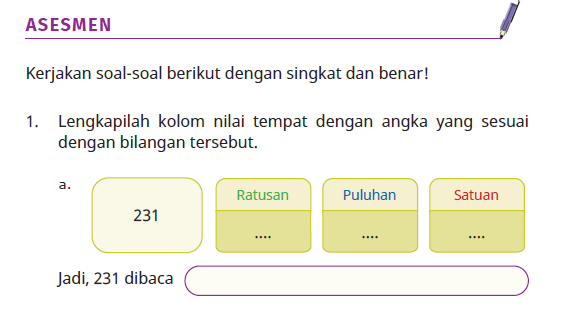 ASESMEN
Kerjakan soal-soal berikut dengan singkat dan benar!
1. Lengkapilah kolom nilai tempat dengan angka yang sesuai
dengan bilangan tersebut.
a.
231 Ratusan Puluhan Satuan
.... .... ....
Jadi, 231 dibaca